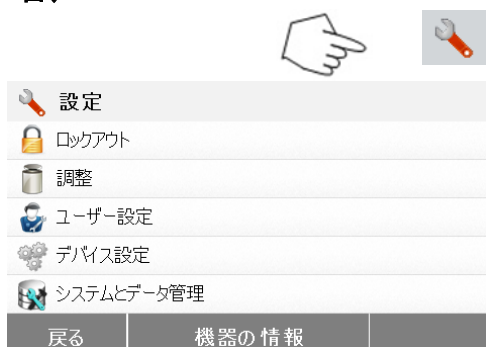 設定
ロックアウト
調整
ユーザー設定
デバイス設定
システムとデータ管理
戻る 機器の情報